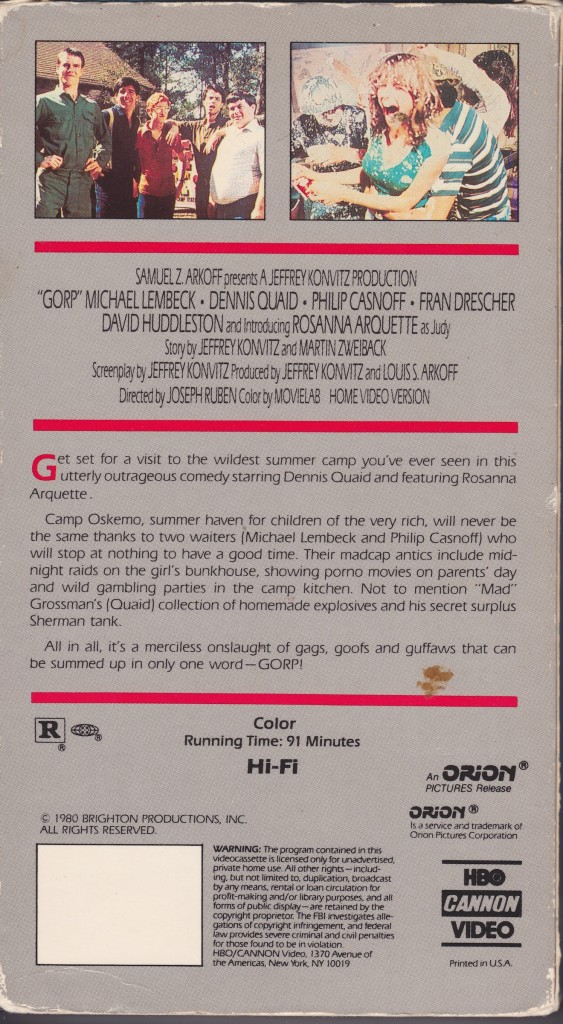 SAMUEL Z. ARKOFF presents A JEFFREY KONVITZ PRODUCTION
"GORP" MICHAEL LEMBECK • DENNIS QUAID • PHILIP CASNOFF • FRAN DRESCHER
DAVID HUDDLESTON and Introducing ROSANNA ARQUETTE as Judy
Story by JEFFREY KONVITZ and MARTIN ZWEIBACK
Screenplay by JEFFREY KONVITZ Produced by JEFFREY KONVITZ and LOUIS S. ARKOFF
Directed by JOSEPH RUBEN Color by MOVIELAB HOME VIDEO VERSION
Get set for a visit to the wildest summer camp you've ever seen in this
utterly outrageous comedy starring Dennis Quaid and featuring Rosanna
Arquette.
Camp Oskemo, summer haven for children of the very rich, will never be
the same thanks to two waiters (Michael Lembeck and Philip Casnoff) who
will stop at nothing to have a good time. Their madcap antics include mid-
night raids on the girl's bunkhouse, showing porno movies on parents' day
and wild gambling parties in the camp kitchen. Not to mention "Mad"
Grossman's (Quaid) collection of homemade explosives and his secret surplus
Sherman tank.
All in all, it's a merciless onslaught of gags, goofs and guffaws that can
be summed up in only one word—GORP!
R ® ®
Color
Running Time: 91 Minutes
Hi-Fi
An ORION®
PICTURES Release
ORION®
Is a service and trademark of
Orion Pictures Corporation
© 1980 BRIGHTON PRODUCTIONS, INC.
ALL RIGHTS RESERVED.
WARNING: The program contained in this
videocassette is licensed only for unadvertised,
private home use. All other rights—includ-
ing, but not limited to, duplication, broadcast
by any means, rental or loan circulation for
profit-making and/or library purposes, and all
forms of public display—are retained by the
copyright proprietor. The FBI investigates alle-
gations of copyright infringement, and federal
law provides severe criminal and civil penalties
for those found to be in violation.
HBO/CANNON Video, 1370 Avenue of
the Americas, New York, NY 10019
HBO
CANNON
VIDEO
Printed in U.S.A.